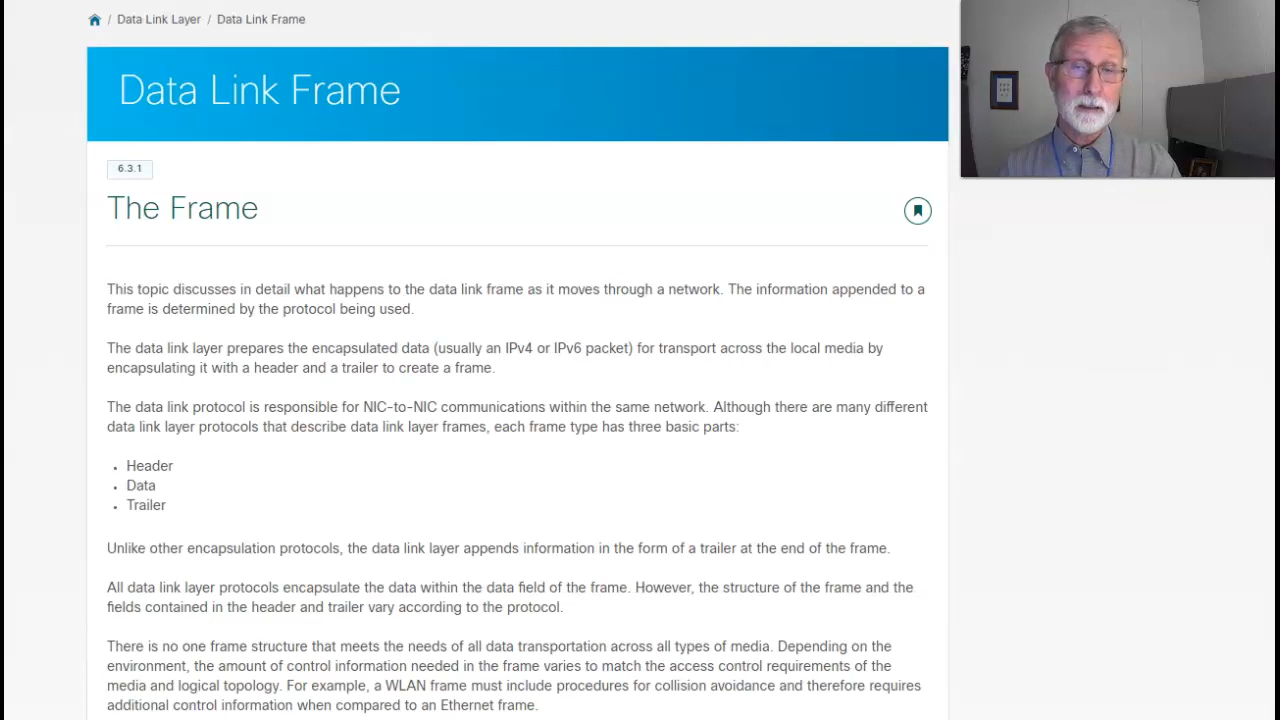 / Data Link Layer / Data Link Frame
Data Link Frame
6.3.1
The Frame
This topic discusses in detail what happens to the data link frame as it moves through a network. The information appended to a
frame is determined by the protocol being used.
The data link layer prepares the encapsulated data (usually an IPv4 or IPv6 packet) for transport across the local media by
encapsulating it with a header and a trailer to create a frame.
The data link protocol is responsible for NIC-to-NIC communications within the same network. Although there are many different
data link layer protocols that describe data link layer frames, each frame type has three basic parts:
• Header
• Data
• Trailer
Unlike other encapsulation protocols, the data link layer appends information in the form of a trailer at the end of the frame.
All data link layer protocols encapsulate the data within the data field of the frame. However, the structure of the frame and the
fields contained in the header and trailer vary according to the protocol.
There is no one frame structure that meets the needs of all data transportation across all types of media. Depending on the
environment, the amount of control information needed in the frame varies to match the access control requirements of the
media and logical topology. For example, a WLAN frame must include procedures for collision avoidance and therefore requires
additional control information when compared to an Ethernet frame.